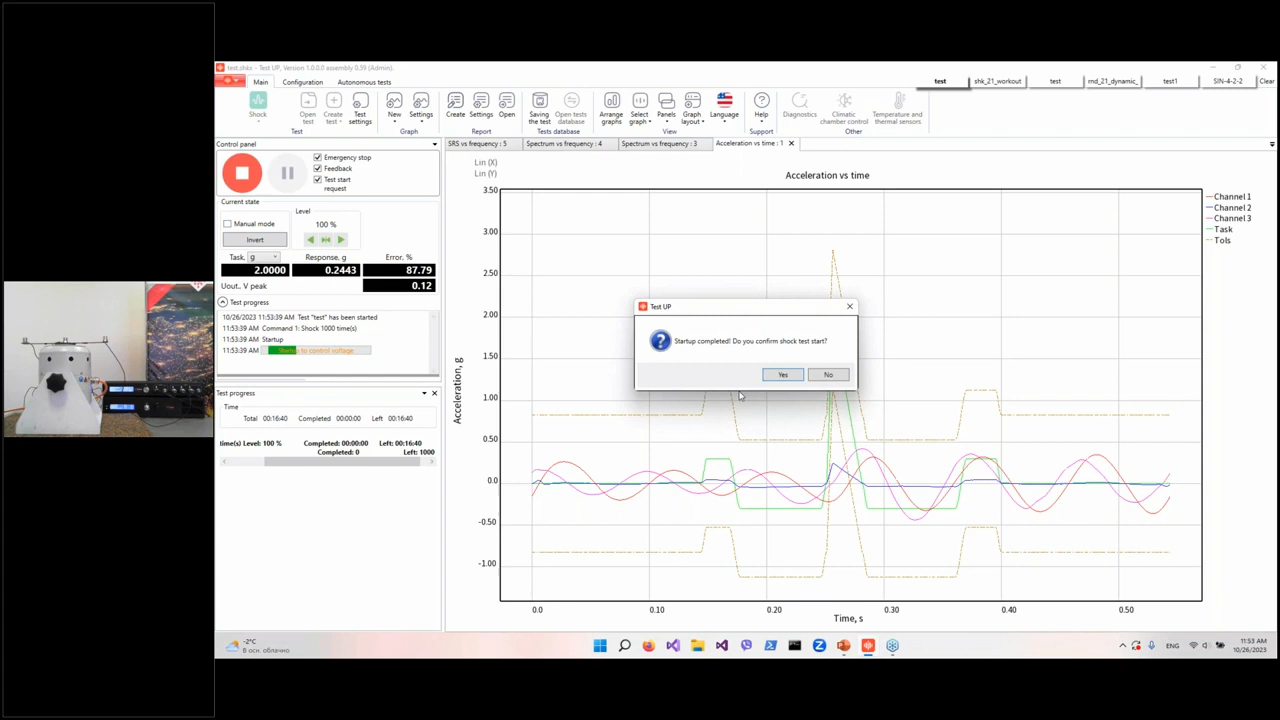 test.shks - Test UP, Version 1.0.0.0 assembly 0.59 (Admin).
Main Configuration Autonomous tests
test shk_21_workout test rnd_21_dynamic_ test1 SIN-4-2-2 Clear
Shock
Open test
Create test
Test settings
New
Settings
Create
Settings
Open
Saving the test
Open tests database
Arrange graphs
Select graph
Panels
Graph layout
Language
Help
Diagnostics
Climatic chamber control
Temperature and thermal sensors
Test Graph Report Tests database View Support Other
Control panel
Emergency stop
Feedback
Test start request
Current state
Manual mode
Level
100 %
Invert
Task, g Response, g Error, %
2.0000 0.2443 87.79
Uout., V peak 0.12
Test progress
10/26/2023 11:53:39 AM Test "test" has been started
11:53:39 AM Command 1: Shock 1000 time(s)
11:53:39 AM Startup
11:53:39 AM Startup to control voltage
Test progress
Time
Total 00:16:40 Completed 00:00:00 Left 00:16:40
time(s) Level: 100 % Completed: 00:00:00 Left: 00:16:40
Completed: 0 Left: 1000
SRS vs frequency : 5 Spectrum vs frequency : 4 Spectrum vs frequency : 3 Acceleration vs time : 1
Lin (X)
Lin (Y)
Acceleration vs time
3.50
3.00
2.50
2.00
1.50
1.00
0.50
0.0
-0.50
-1.00
Acceleration, g
0.0 0.10 0.20 0.30 0.40 0.50
Time, s
Channel 1
Channel 2
Channel 3
Task
Tols
Test UP
Startup completed! Do you confirm shock test start?
Yes No
-2°C
В осн. облачно
ENG
11:53 AM
10/26/2023